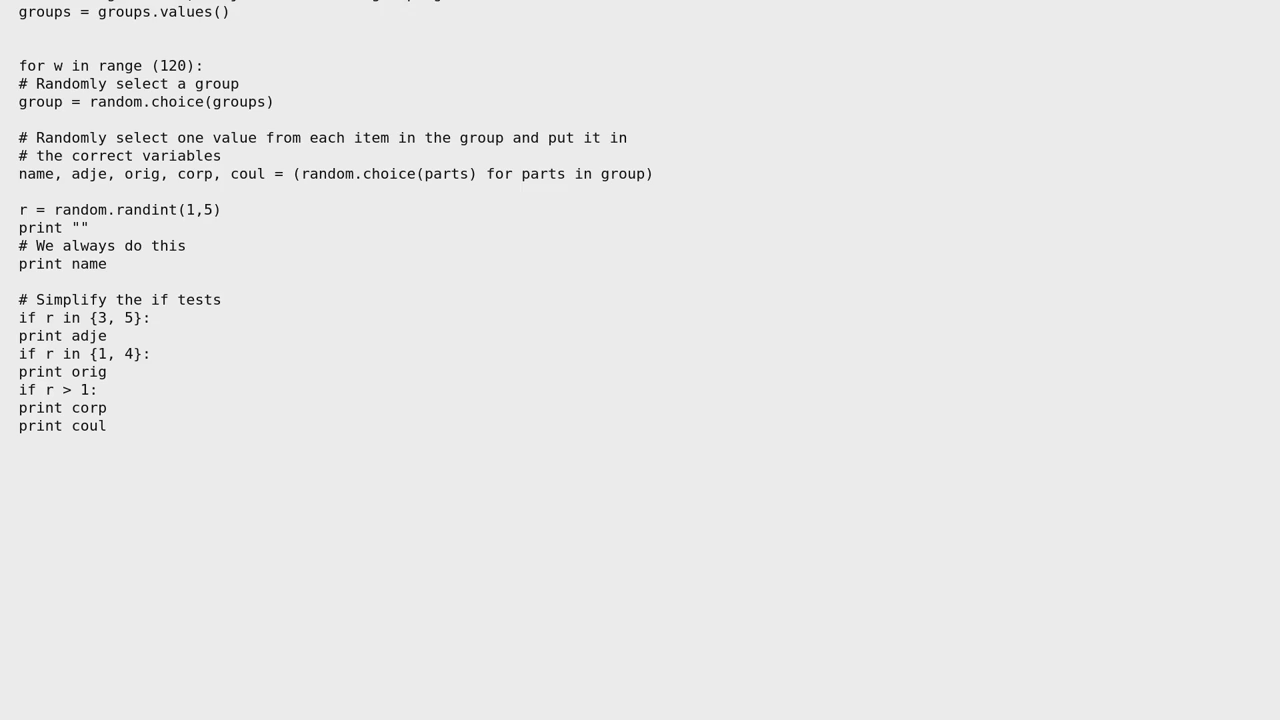 groups = groups.values()
for w in range (120):
# Randomly select a group
group = random.choice(groups)
# Randomly select one value from each item in the group and put it in
# the correct variables
name, adje, orig, corp, coul = (random.choice(parts) for parts in group)
r = random.randint(1,5)
print ""
# We always do this
print name
# Simplify the if tests
if r in {3, 5}:
print adje
if r in {1, 4}:
print orig
if r > 1:
print corp
print coul